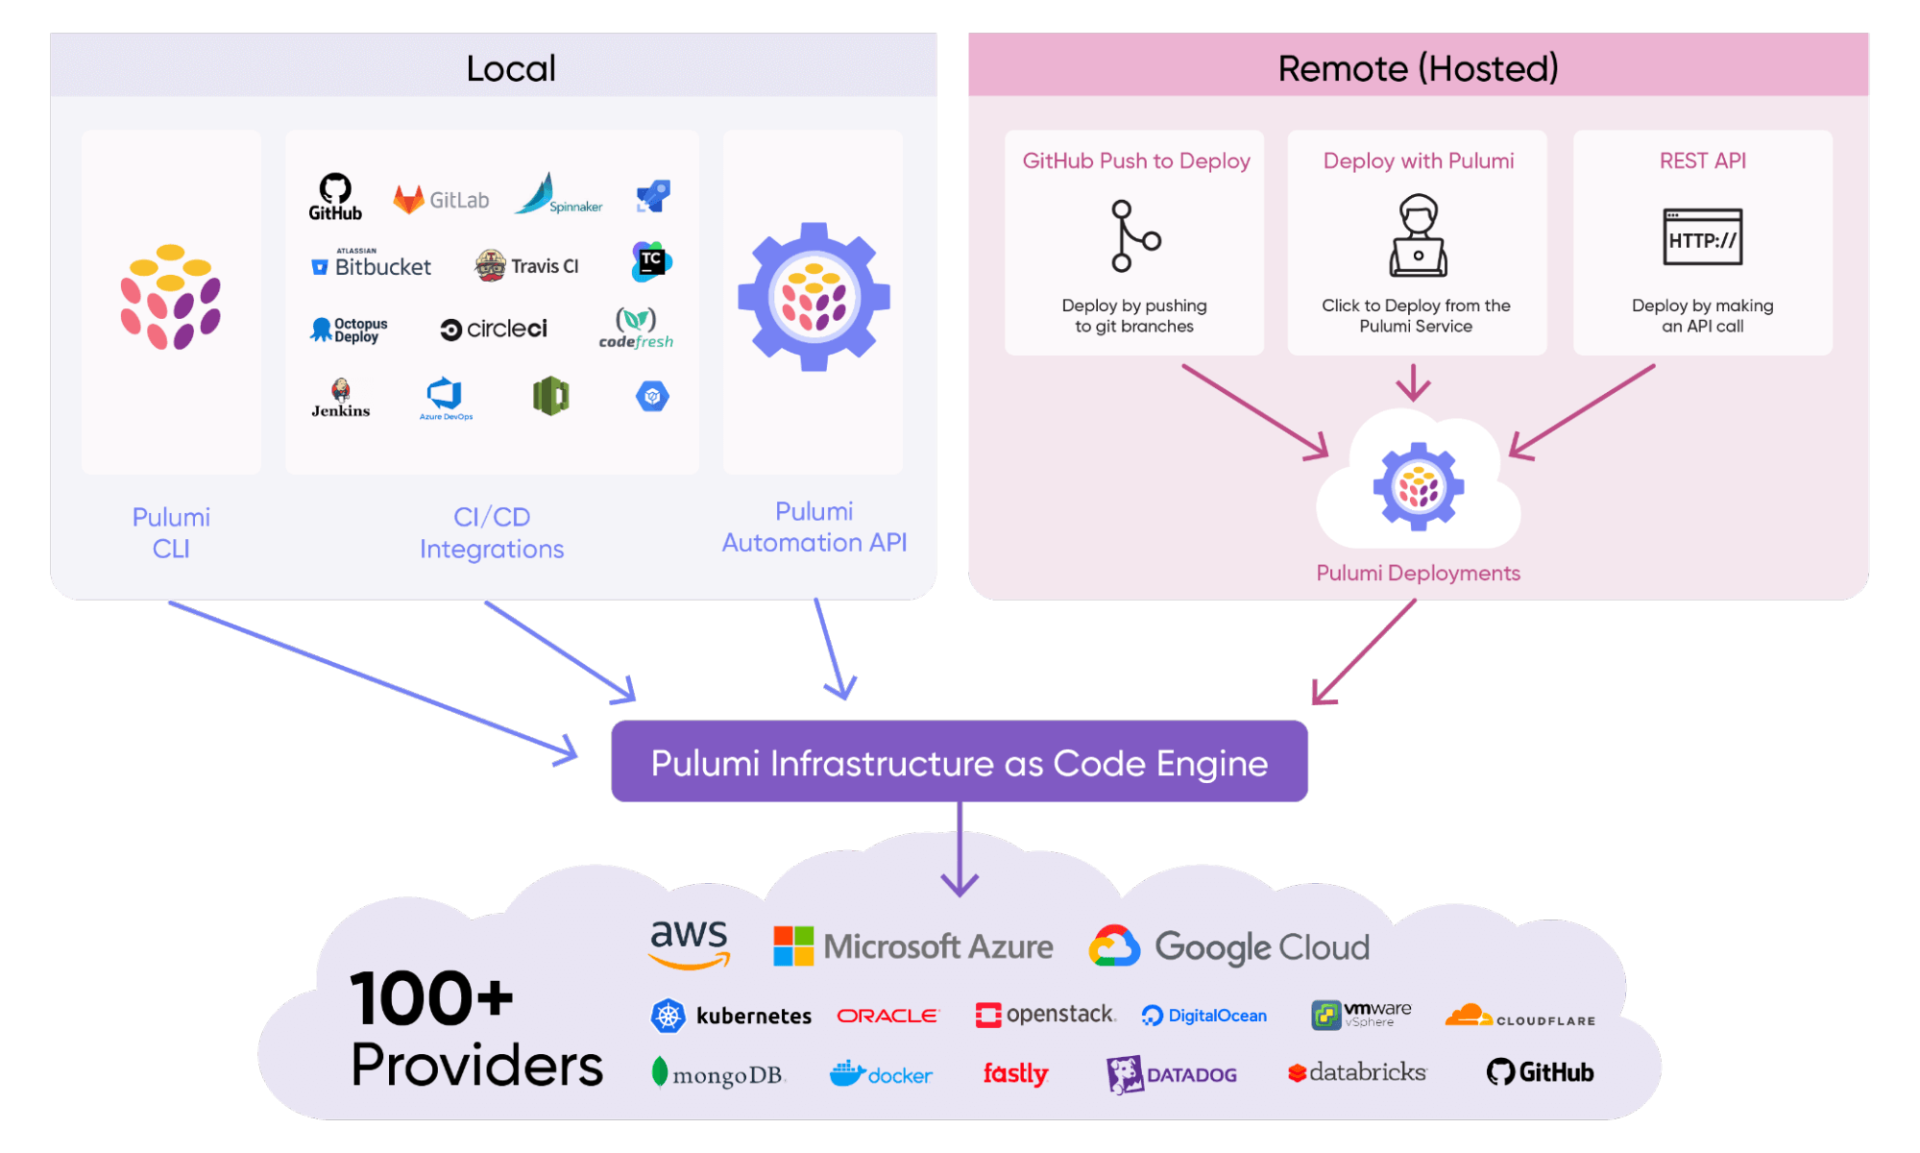 Local
GitHub
GitLab
Spinnaker
ATLASSIAN
Bitbucket
Travis CI
TC
Octopus
Deploy
circleci
codefresh
Jenkins
Azure DevOps
Pulumi
CLI
CI/CD
Integrations
Pulumi
Automation API
Remote (Hosted)
GitHub Push to Deploy
Deploy by pushing
to git branches
Deploy with Pulumi
Click to Deploy from the
Pulumi Service
REST API
HTTP://
Deploy by making
an API call
Pulumi Deployments
Pulumi Infrastructure as Code Engine
100+
Providers
aws
Microsoft Azure
Google Cloud
kubernetes
ORACLE
openstack.
DigitalOcean
vmware
vSphere
CLOUDFLARE
mongoDB.
docker
fastly
DATADOG
databricks
GitHub